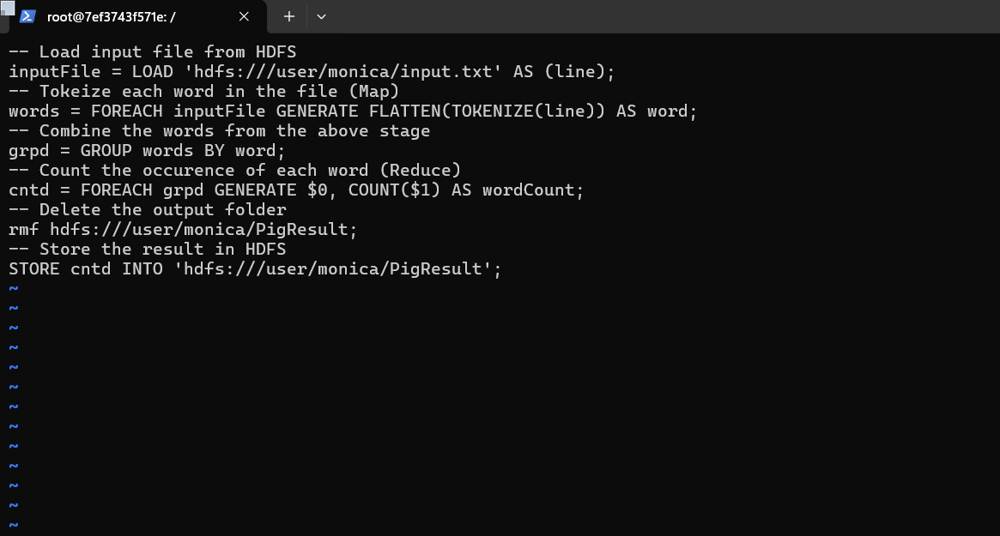 root@7ef3743f571e: /
-- Load input file from HDFS
inputFile = LOAD 'hdfs:///user/monica/input.txt' AS (line);
-- Tokeize each word in the file (Map)
words = FOREACH inputFile GENERATE FLATTEN(TOKENIZE(line)) AS word;
-- Combine the words from the above stage
grpd = GROUP words BY word;
-- Count the occurence of each word (Reduce)
cntd = FOREACH grpd GENERATE $0, COUNT($1) AS wordCount;
-- Delete the output folder
rmf hdfs:///user/monica/PigResult;
-- Store the result in HDFS
STORE cntd INTO 'hdfs:///user/monica/PigResult';
~
~
~
~
~
~
~
~
~
~
~
~
~